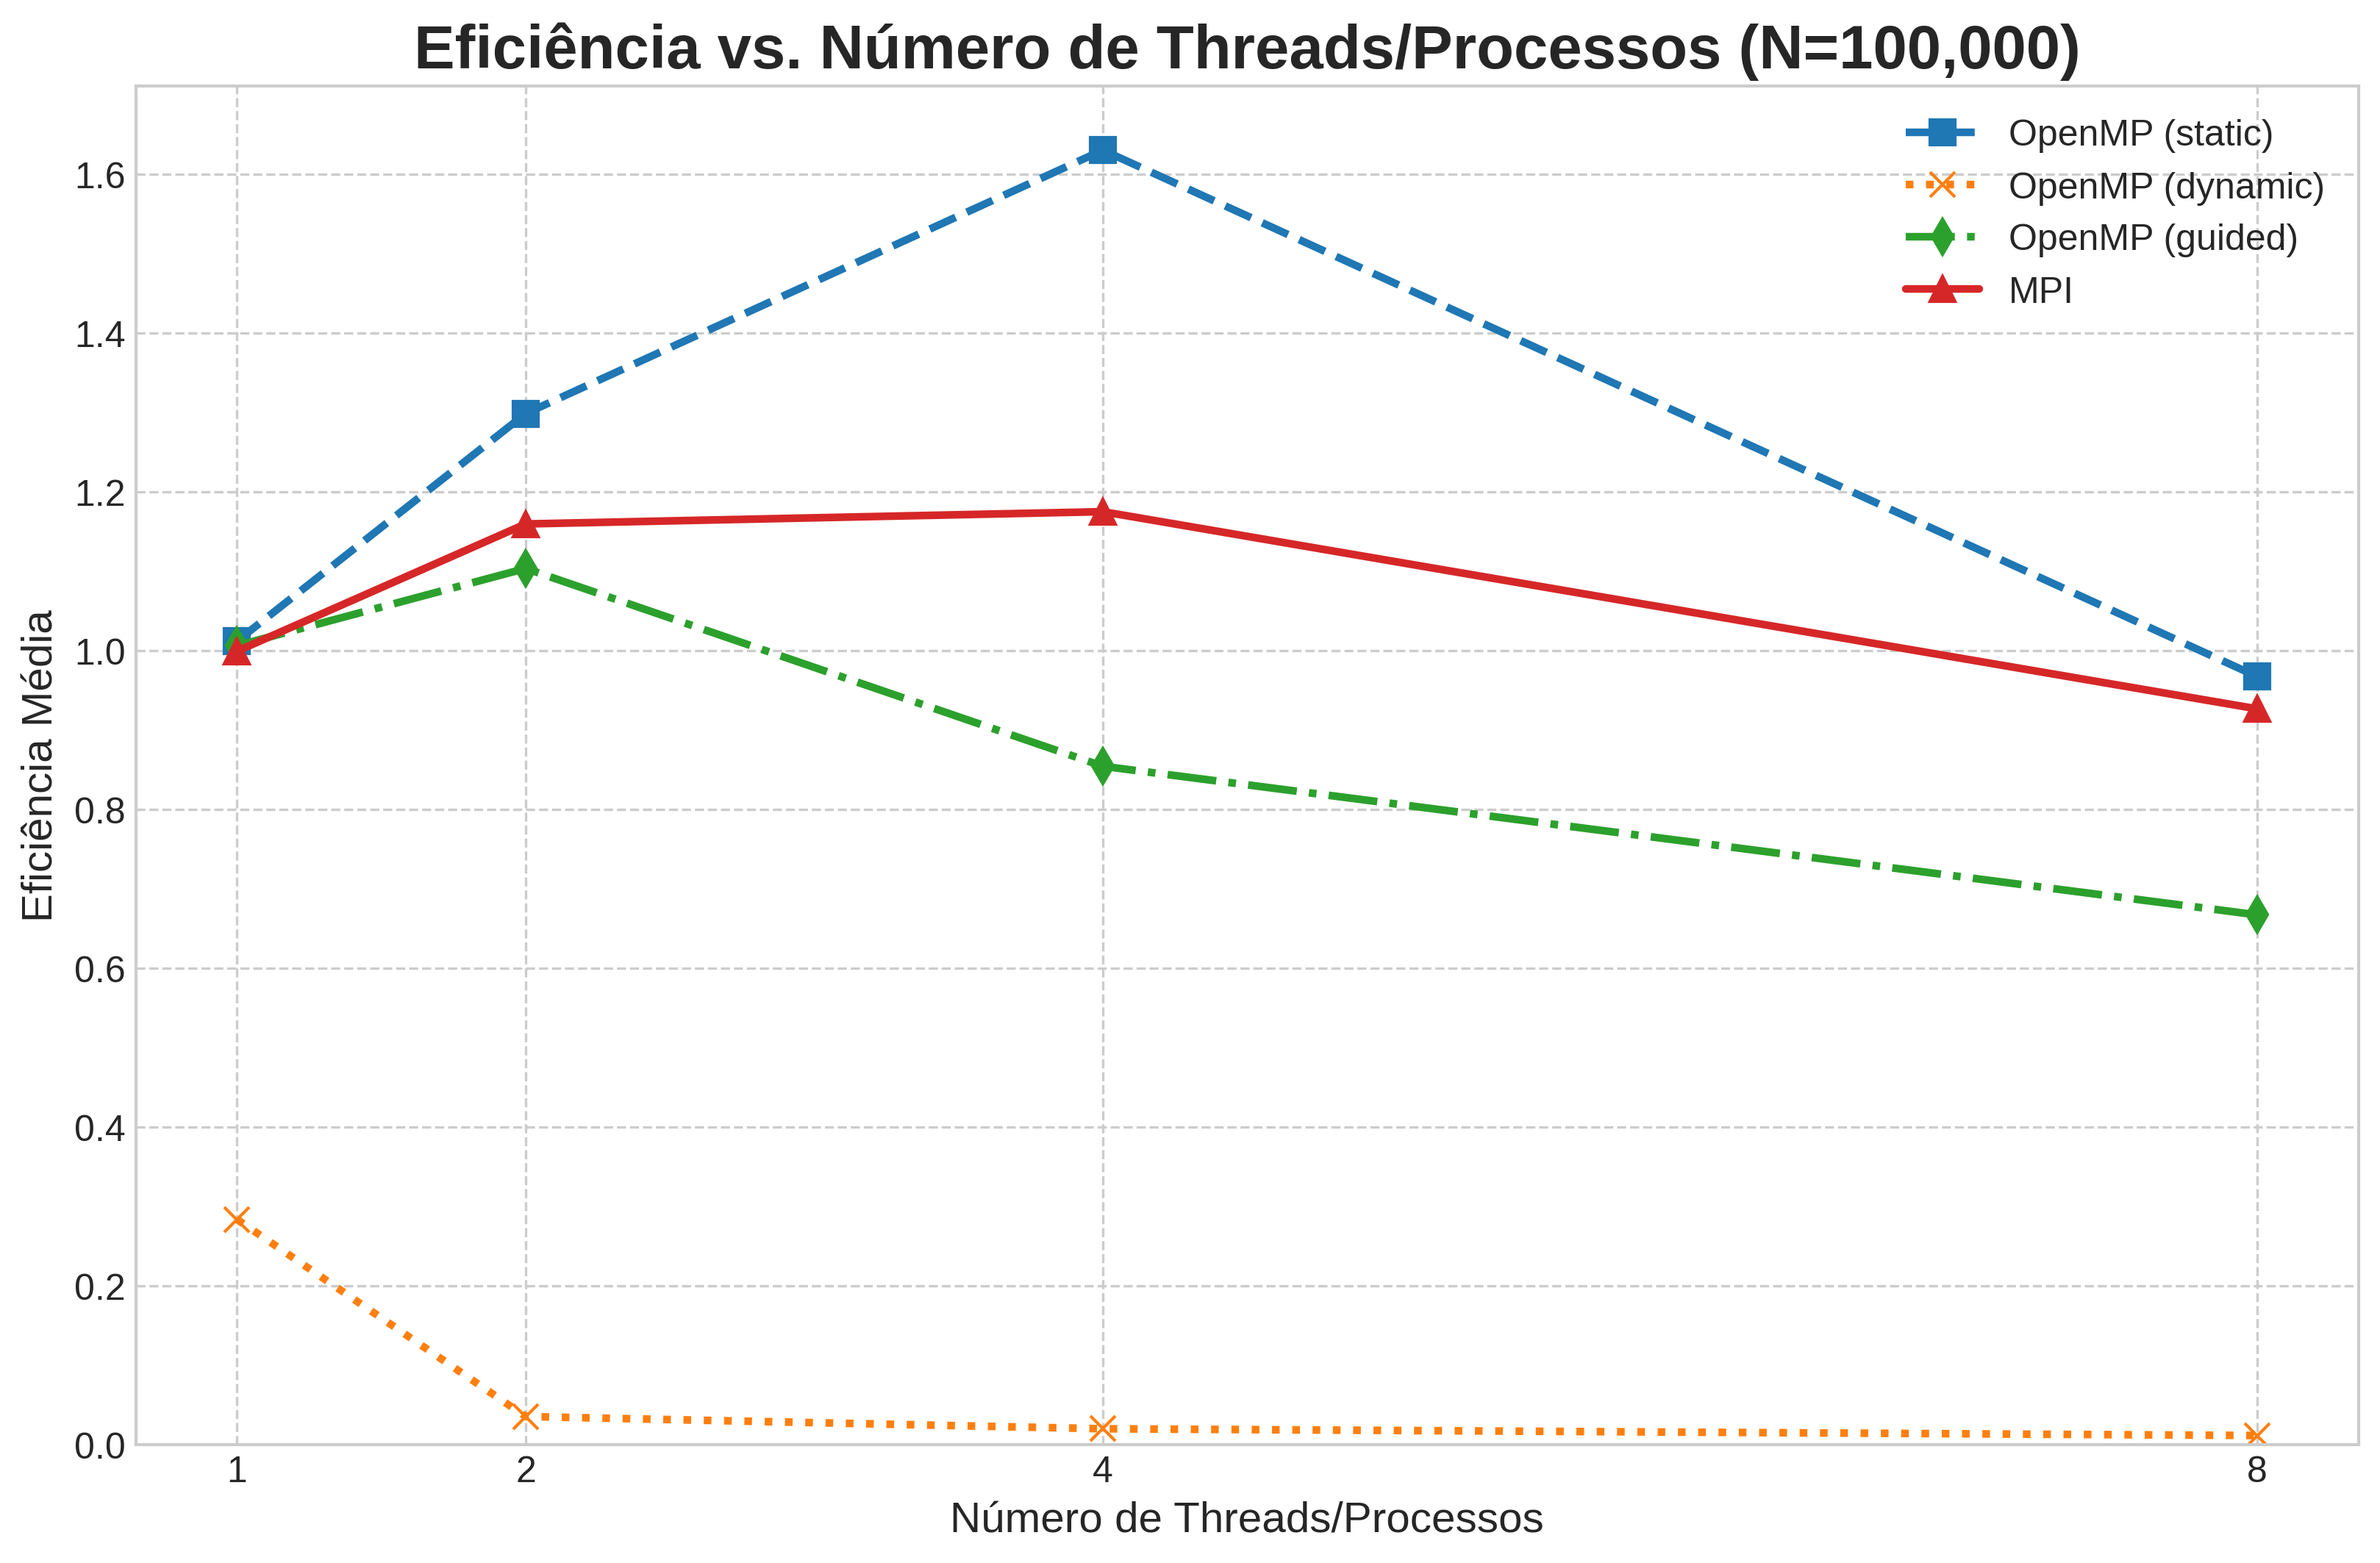 Eficiência vs. Número de Threads/Processos (N=100,000)
OpenMP (static)
OpenMP (dynamic)
OpenMP (guided)
MPI
Eficiência Média
1.6
1.4
1.2
1.0
0.8
0.6
0.4
0.2
0.0
1
2
4
8
Número de Threads/Processos